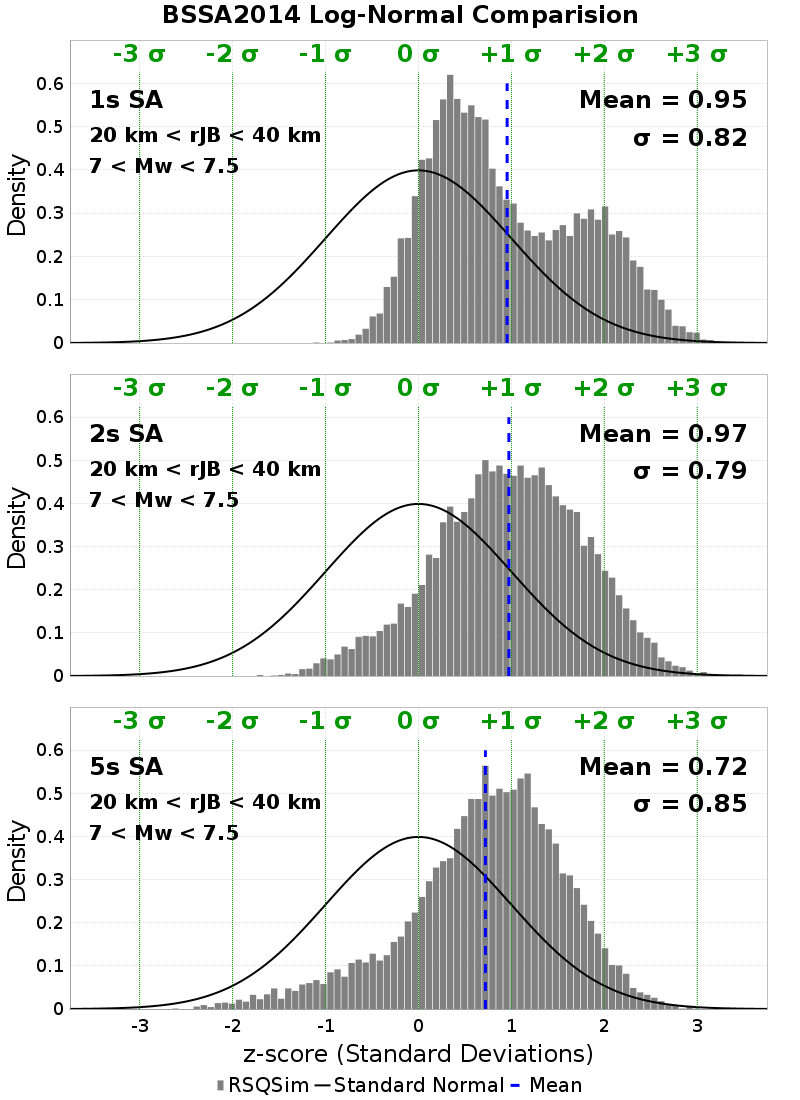 BSSA2014 Log-Normal Comparision
-3 σ -2 σ -1 σ 0 σ +1 σ +2 σ +3 σ
1s SA
Mean = 0.95
20 km < rJB < 40 km
σ = 0.82
7 < Mw < 7.5
Density
0.6
0.5
0.4
0.3
0.2
0.1
0
-3 σ -2 σ -1 σ 0 σ +1 σ +2 σ +3 σ
2s SA
Mean = 0.97
20 km < rJB < 40 km
σ = 0.79
7 < Mw < 7.5
Density
0.6
0.5
0.4
0.3
0.2
0.1
0
-3 σ -2 σ -1 σ 0 σ +1 σ +2 σ +3 σ
5s SA
Mean = 0.72
20 km < rJB < 40 km
σ = 0.85
7 < Mw < 7.5
Density
0.6
0.5
0.4
0.3
0.2
0.1
0
-3 -2 -1 0 1 2 3
z-score (Standard Deviations)
RSQSim Standard Normal Mean